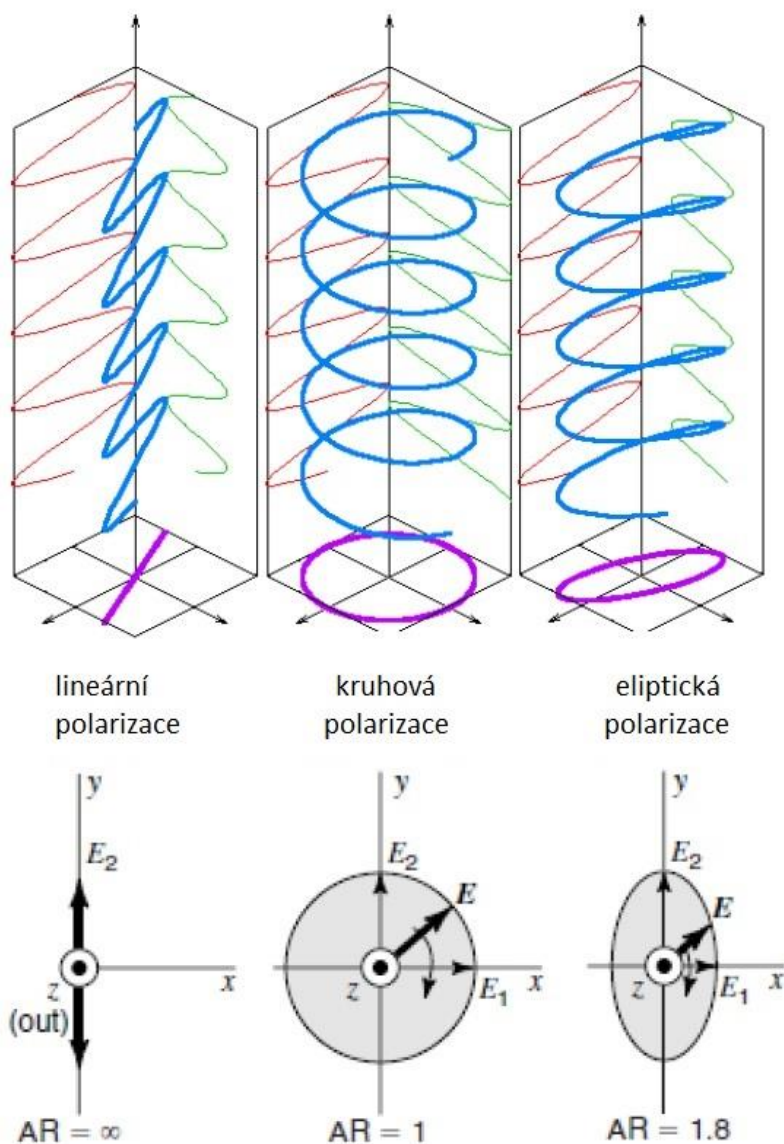 lineární
polarizace
kruhová
polarizace
eliptická
polarizace
y
E₂
x
z
(out)
AR = ∞
y
E₂
E
z
E₁
x
AR = 1
y
E₂
E
z
E₁
x
AR = 1.8